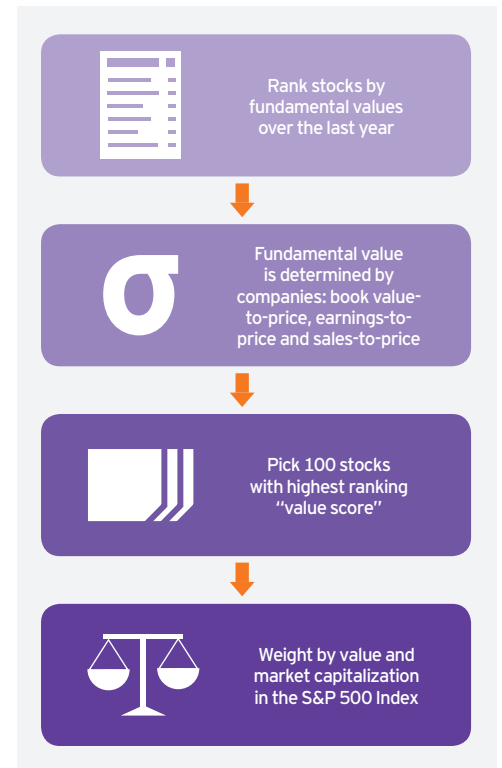 Rank stocks by
fundamental values
over the last year
σ
Fundamental value
is determined by
companies: book value-
to-price, earnings-to-
price and sales-to-price
Pick 100 stocks
with highest ranking
“value score”
Weight by value and
market capitalization
in the S&P 500 Index